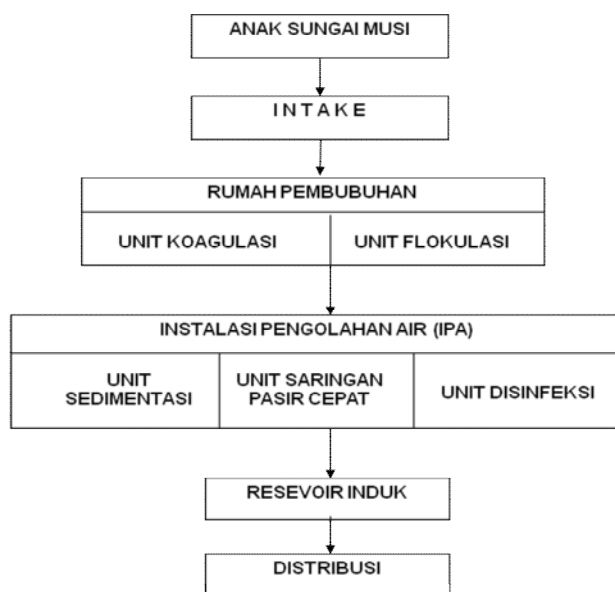 ANAK SUNGAI MUSI
I N T A K E
RUMAH PEMBUBUHAN
UNIT KOAGULASI
UNIT FLOKULASI
INSTALASI PENGOLAHAN AIR (IPA)
UNIT
SEDIMENTASI
UNIT SARINGAN
PASIR CEPAT
UNIT DISINFEKSI
RESEVOIR INDUK
DISTRIBUSI